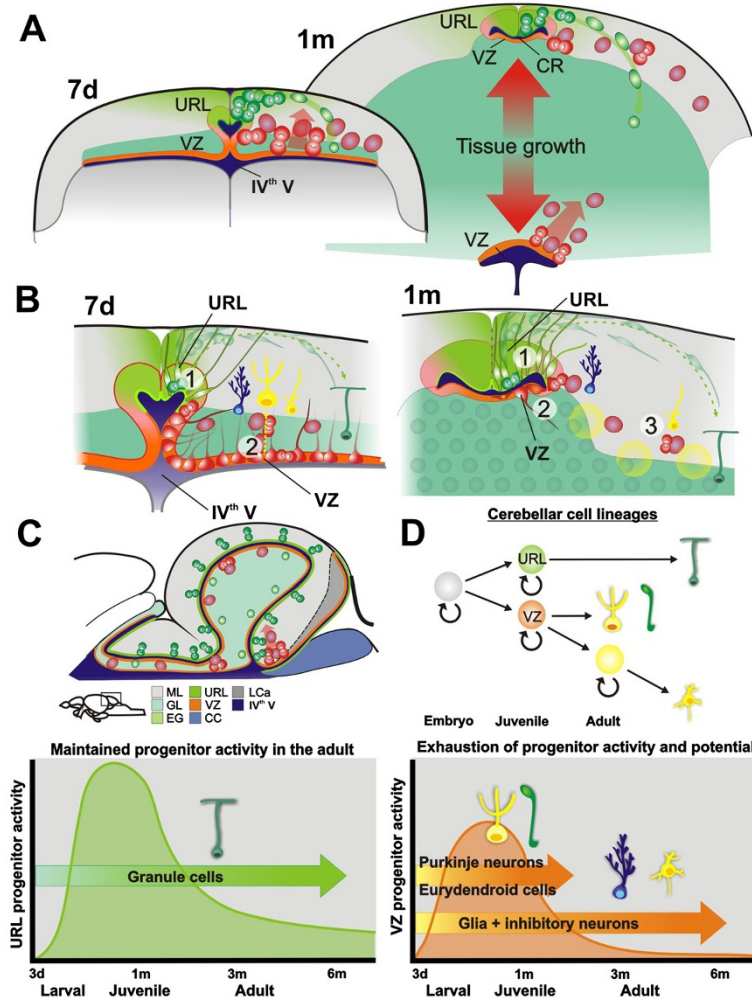 A
7d
URL
VZ
IVth V
1m
URL
VZ
CR
Tissue growth
VZ
B
7d
URL
1
2
VZ
IVth V
1m
URL
1
2
VZ
3
C
ML
URL
LCa
GL
VZ
IVth V
EG
CC
D
Cerebellar cell lineages
URL
VZ
Embryo
Juvenile
Adult
Maintained progenitor activity in the adult
URL progenitor activity
Granule cells
3d
1m
3m
6m
Larval
Juvenile
Adult
Exhaustion of progenitor activity and potential
VZ progenitor activity
Purkinje neurons
Eurydendroid cells
Glia + inhibitory neurons
3d
1m
3m
6m
Larval
Juvenile
Adult